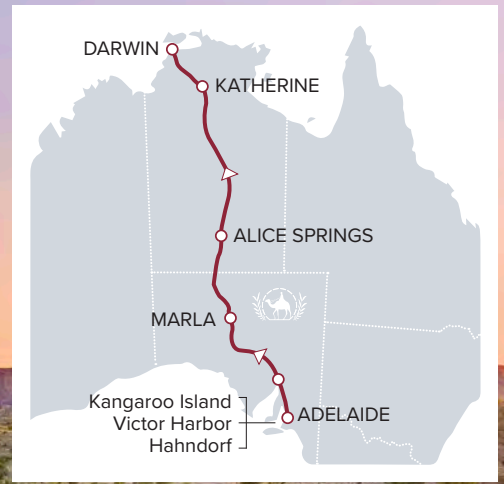 DARWIN
KATHERINE
ALICE SPRINGS
MARLA
Kangaroo Island
Victor Harbor
Hahndorf
ADELAIDE